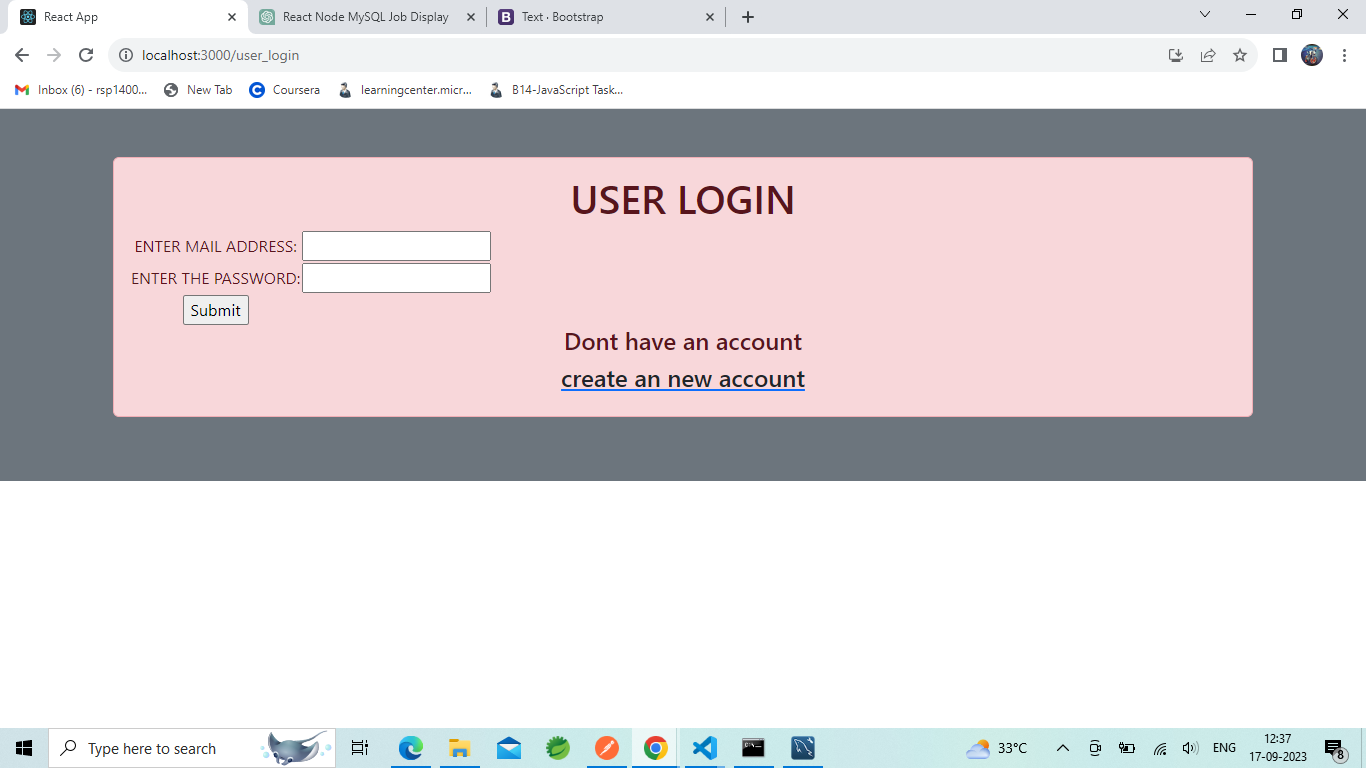 React App
React Node MySQL Job Display
Text · Bootstrap
localhost:3000/user_login
Inbox (6) - rsp1400...
New Tab
Coursera
learningcenter.micr...
B14-JavaScript Task...
USER LOGIN
ENTER MAIL ADDRESS:
ENTER THE PASSWORD:
Submit
Dont have an account
create an new account
Type here to search
33°C
ENG
12:37
17-09-2023
8